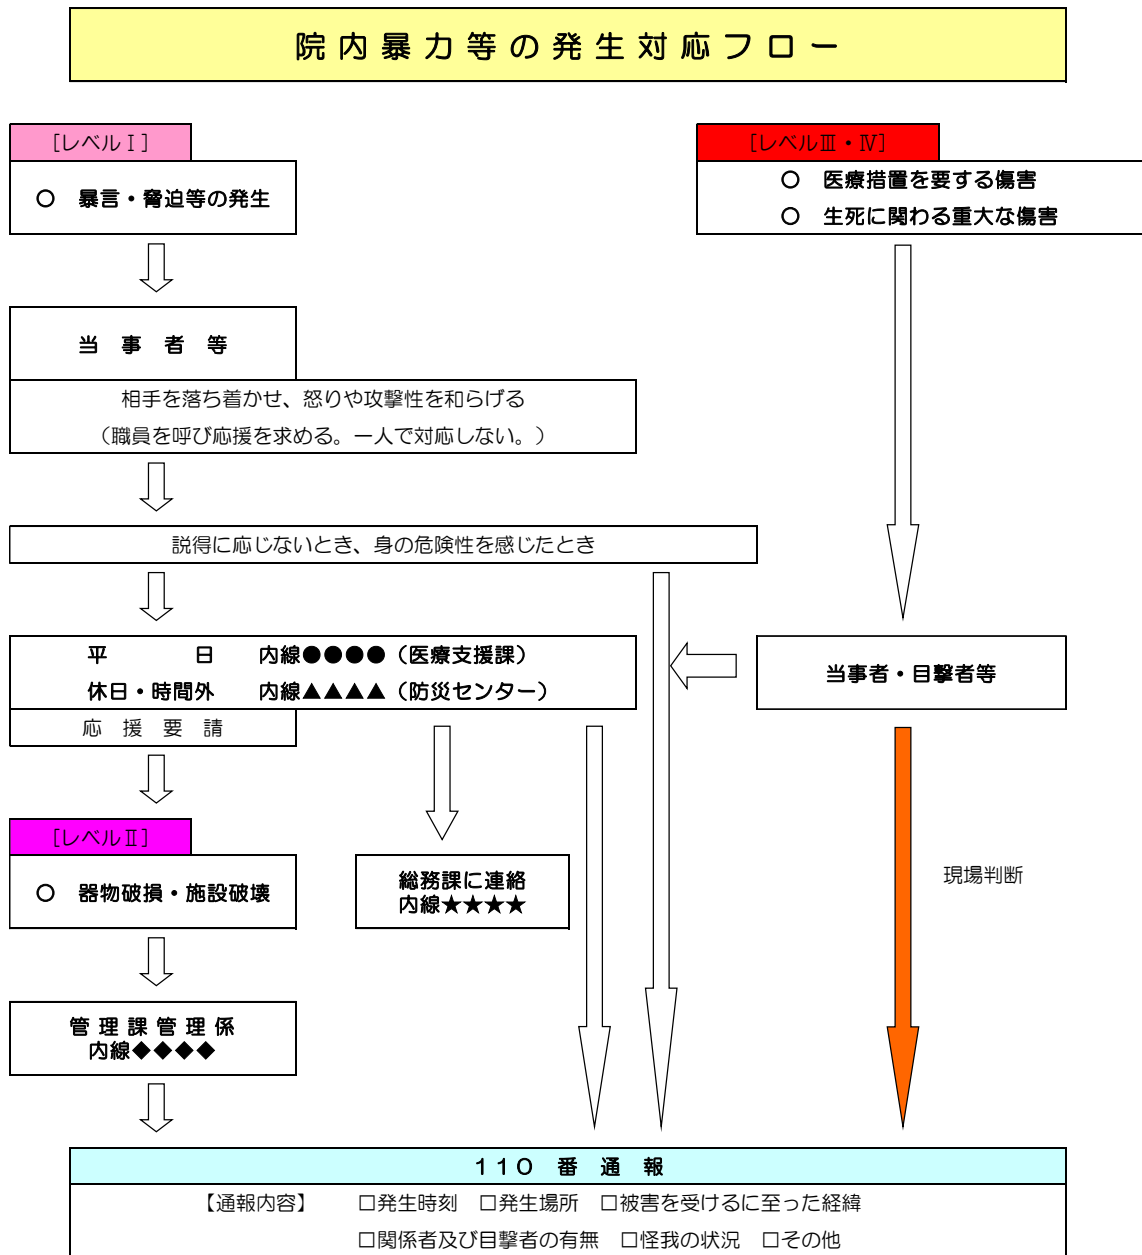 院内暴力等の発生対応フロー
[レベルⅠ]
○ 暴言・脅迫等の発生
[レベルⅢ・Ⅳ]
○ 医療措置を要する傷害
○ 生死に関わる重大な傷害
当事者等
相手を落ち着かせ、怒りや攻撃性を和らげる
（職員を呼び応援を求める。一人で対応しない。）
説得に応じないとき、身の危険性を感じたとき
平日 内線●●●●（医療支援課）
休日・時間外 内線▲▲▲▲（防災センター）
応援要請
当事者・目撃者等
[レベルⅡ]
○ 器物破損・施設破壊
総務課に連絡
内線★★★★
現場判断
管理課管理係
内線◆◆◆◆
110番通報
【通報内容】 □発生時刻 □発生場所 □被害を受けるに至った経緯
□関係者及び目撃者の有無 □怪我の状況 □その他